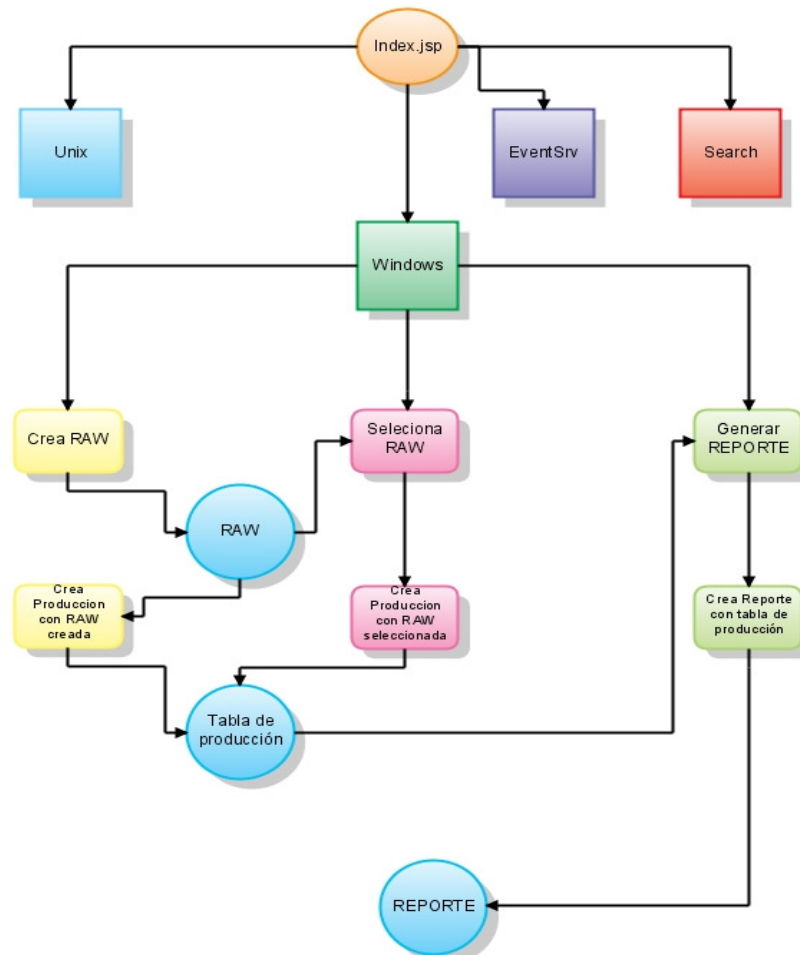 Index.jsp
Unix
EventSrv
Search
Windows
Crea RAW
Seleciona
RAW
Generar
REPORTE
RAW
Crea
Produccion
con RAW
creada
Crea
Produccion
con RAW
seleccionada
Crea Reporte
con tabla de
producción
Tabla de
producción
REPORTE